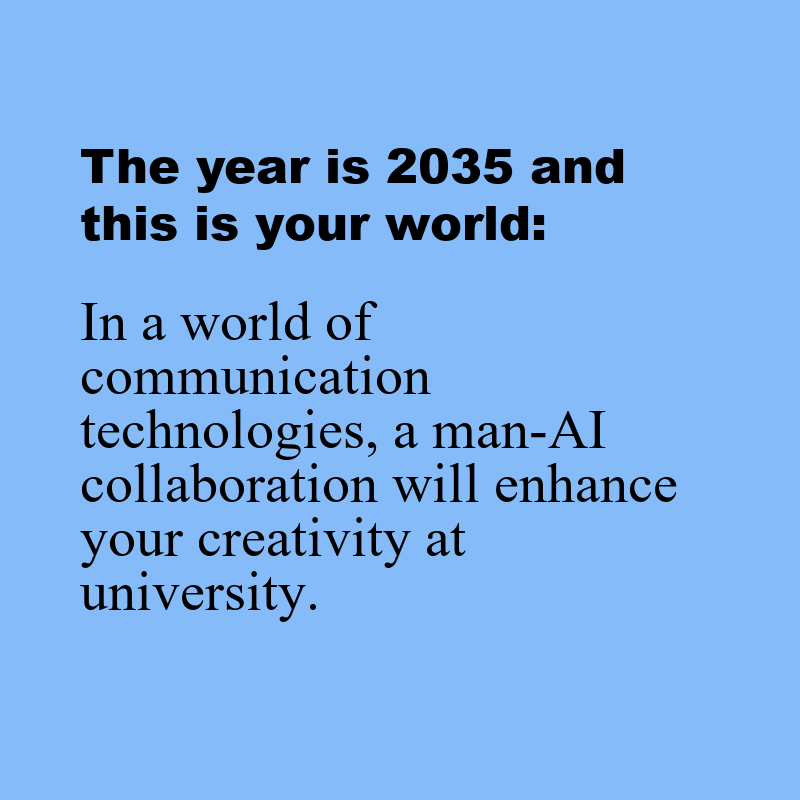 The year is 2035 and
this is your world:
In a world of
communication
technologies, a man-AI
collaboration will enhance
your creativity at
university.